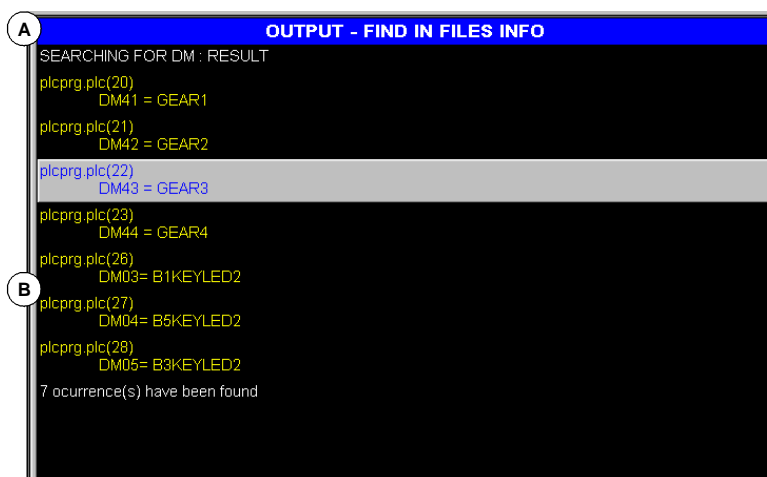 A
OUTPUT - FIND IN FILES INFO
SEARCHING FOR DM : RESULT
plcprg.plc(20)
DM41 = GEAR1
plcprg.plc(21)
DM42 = GEAR2
plcprg.plc(22)
DM43 = GEAR3
plcprg.plc(23)
DM44 = GEAR4
plcprg.plc(26)
DM03= B1KEYLED2
B
plcprg.plc(27)
DM04= B5KEYLED2
plcprg.plc(28)
DM05= B3KEYLED2
7 ocurrence(s) have been found